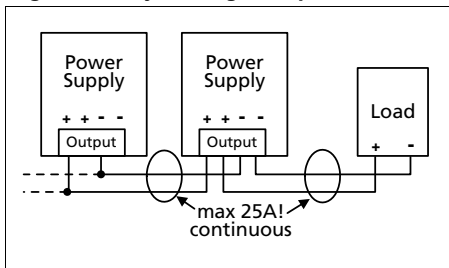 Power
Supply
+ + - -
Output
Power
Supply
+ + - -
Output
Load
+ -
max 25A!
continuous